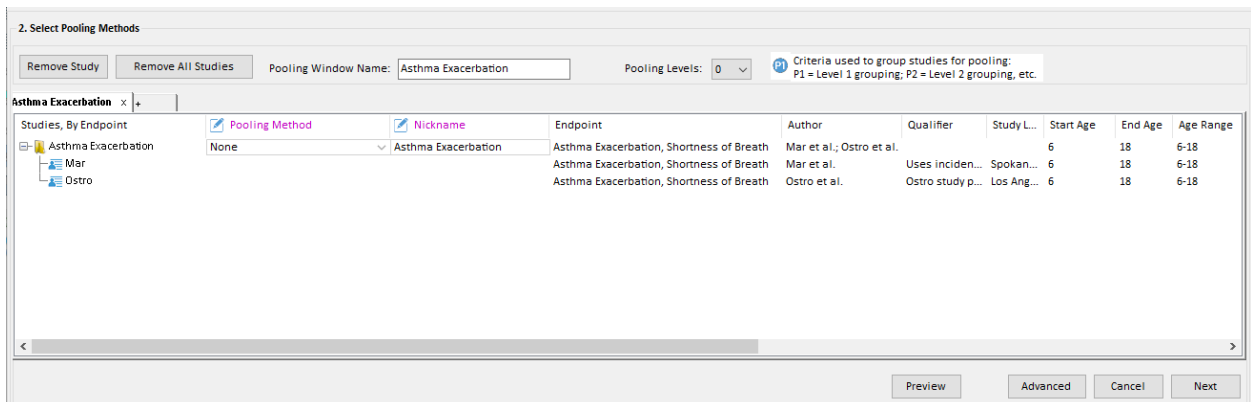 2. Select Pooling Methods
Remove Study Remove All Studies Pooling Window Name: Asthma Exacerbation Pooling Levels: 0 P1 Criteria used to group studies for pooling:
P1 = Level 1 grouping; P2 = Level 2 grouping, etc.
Asthma Exacerbation x +
Studies, By Endpoint Pooling Method Nickname Endpoint Author Qualifier Study L... Start Age End Age Age Range
Asthma Exacerbation None Asthma Exacerbation Asthma Exacerbation, Shortness of Breath Mar et al.; Ostro et al. 6 18 6-18
Mar Asthma Exacerbation, Shortness of Breath Mar et al. Uses inciden... Spokan... 6 18 6-18
Ostro Asthma Exacerbation, Shortness of Breath Ostro et al. Ostro study p... Los Ang... 6 18 6-18
Preview Advanced Cancel Next